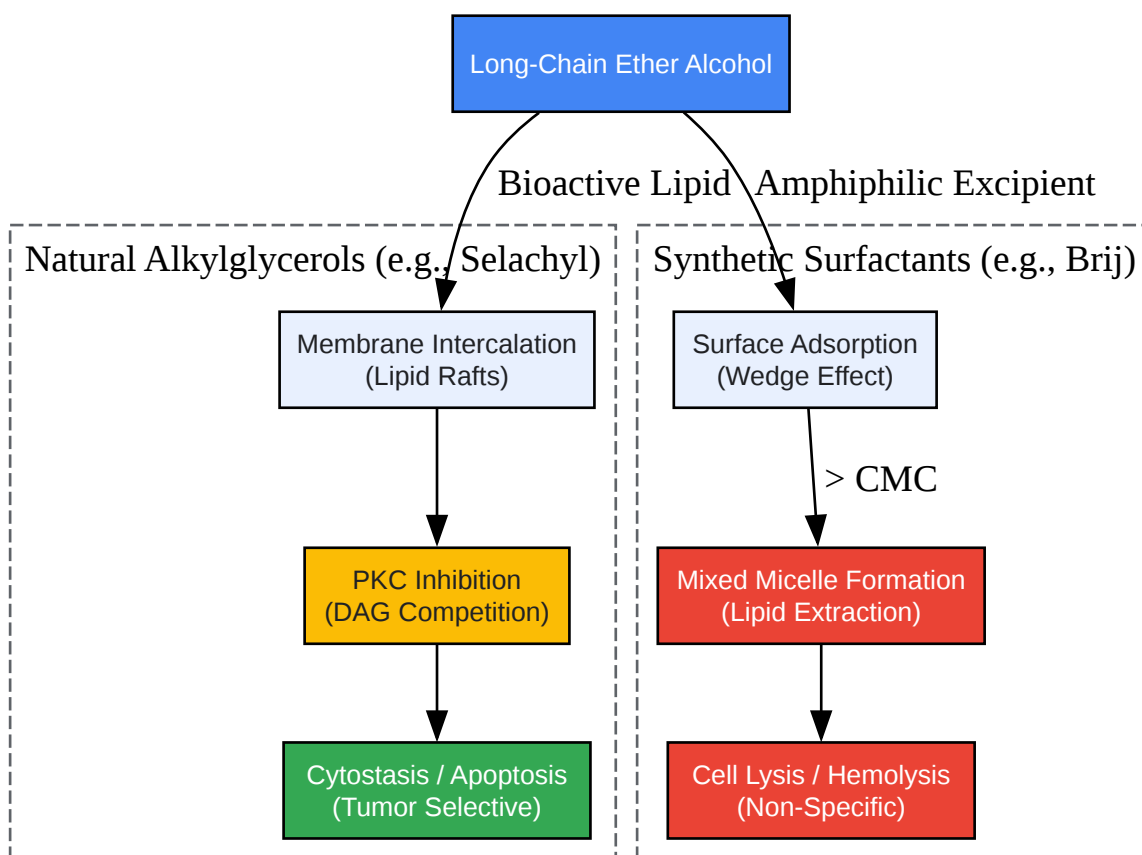 Long-Chain Ether Alcohol
Bioactive Lipid
Amphiphilic Excipient
Natural Alkylglycerols (e.g., Selachyl)
Synthetic Surfactants (e.g., Brij)
Membrane Intercalation
(Lipid Rafts)
Surface Adsorption
(Wedge Effect)
> CMC
PKC Inhibition
(DAG Competition)
Mixed Micelle Formation
(Lipid Extraction)
Cytostasis / Apoptosis
(Tumor Selective)
Cell Lysis / Hemolysis
(Non-Specific)